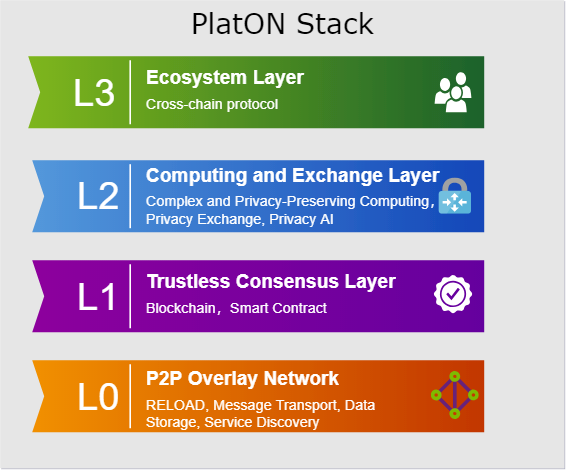 PlatON Stack
L3
Ecosystem Layer
Cross-chain protocol
L2
Computing and Exchange Layer
Complex and Privacy-Preserving Computing，
Privacy Exchange, Privacy AI
L1
Trustless Consensus Layer
Blockchain，Smart Contract
L0
P2P Overlay Network
RELOAD, Message Transport, Data
Storage, Service Discovery